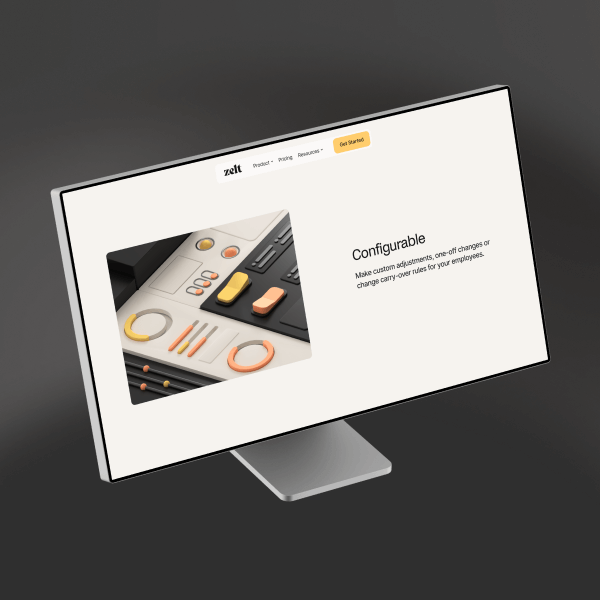 zelt
Product
Pricing
Resources
Get Started
Configurable
Make custom adjustments, one-off changes or
change carry-over rules for your employees.